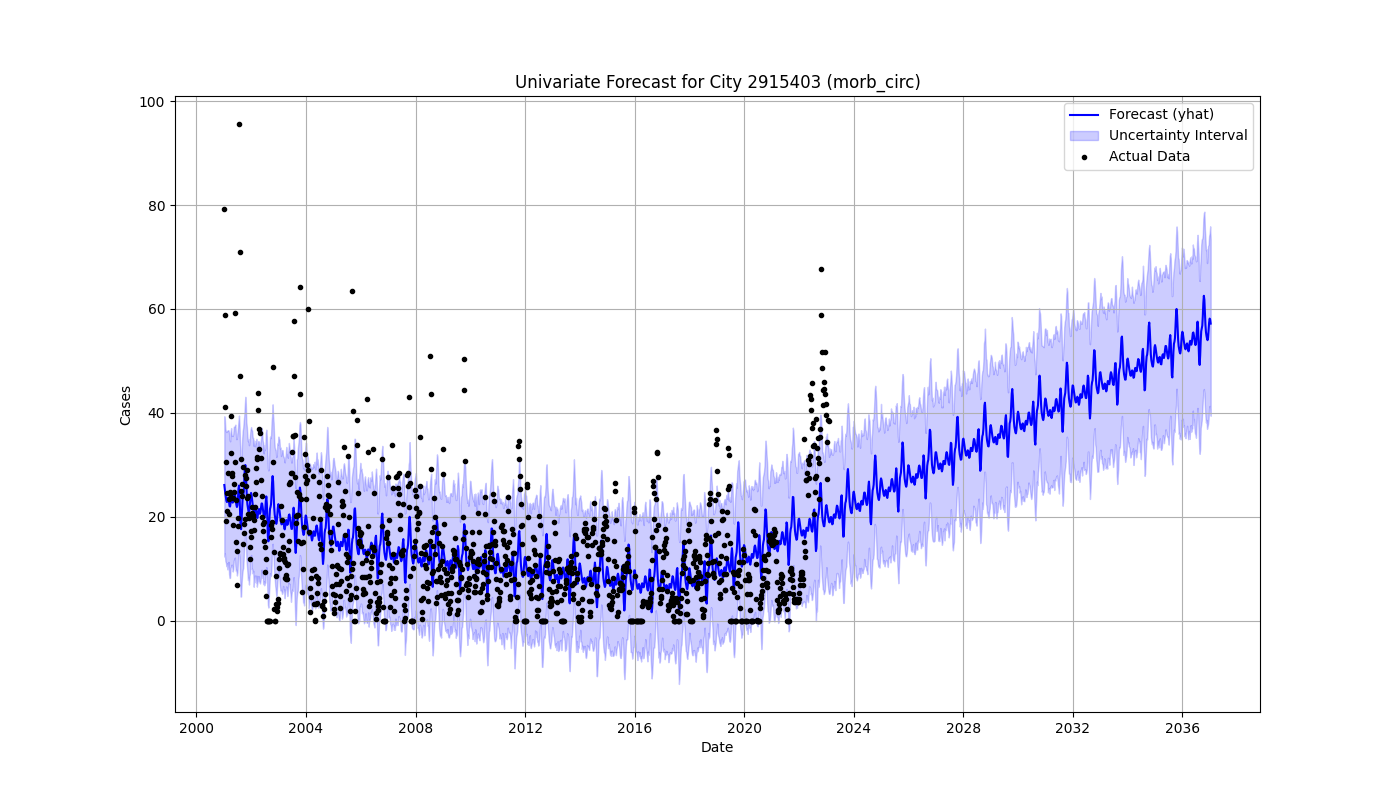 Univariate Forecast for City 2915403 (morb_circ)
100
80
60
40
20
0
Cases
Forecast (yhat)
Uncertainty Interval
Actual Data
2000 2004 2008 2012 2016 2020 2024 2028 2032 2036
Date